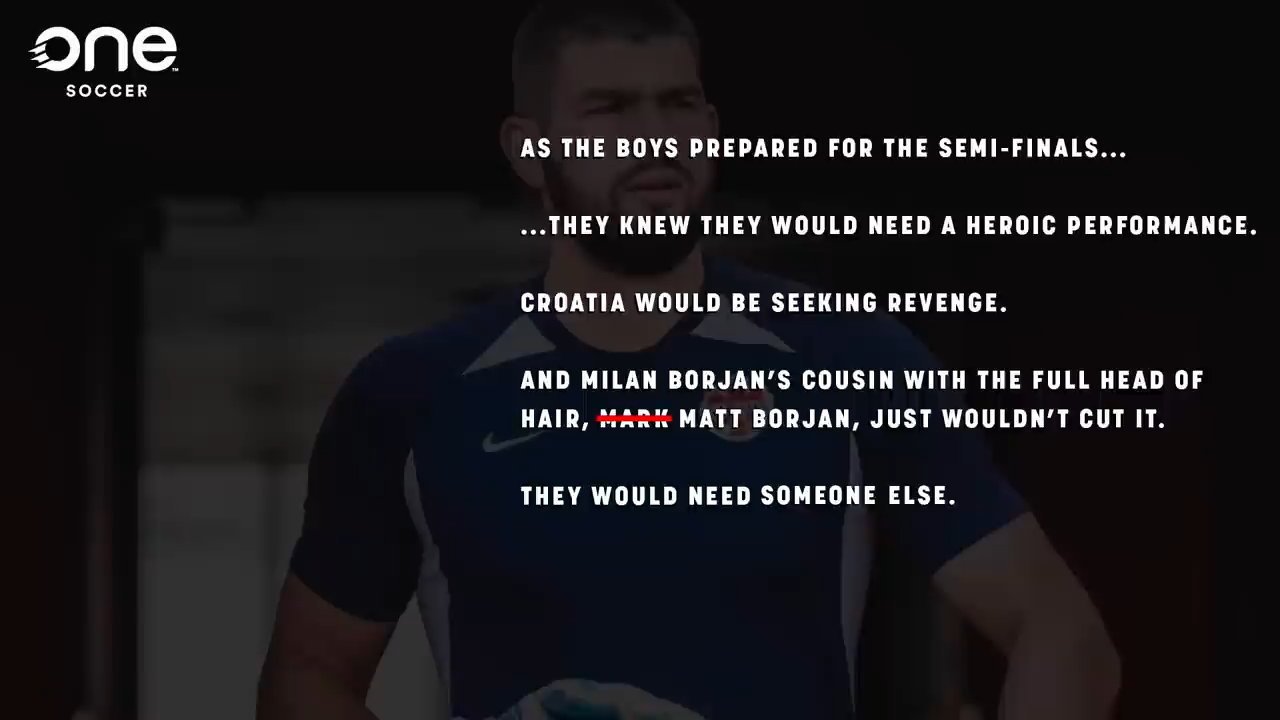 one™
SOCCER
AS THE BOYS PREPARED FOR THE SEMI-FINALS...
...THEY KNEW THEY WOULD NEED A HEROIC PERFORMANCE.
CROATIA WOULD BE SEEKING REVENGE.
AND MILAN BORJAN'S COUSIN WITH THE FULL HEAD OF
HAIR, MARK MATT BORJAN, JUST WOULDN'T CUT IT.
THEY WOULD NEED SOMEONE ELSE.